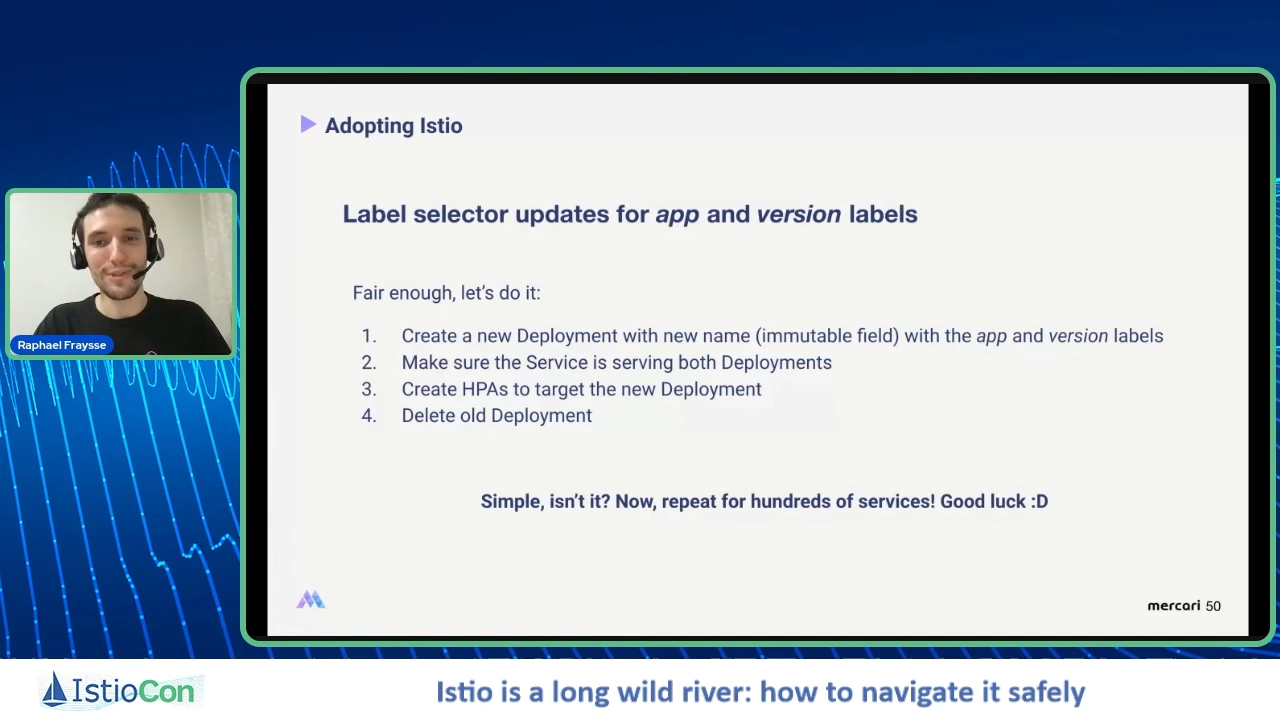 Adopting Istio
Label selector updates for app and version labels
Fair enough, let's do it:
1. Create a new Deployment with new name (immutable field) with the app and version labels
2. Make sure the Service is serving both Deployments
3. Create HPAs to target the new Deployment
4. Delete old Deployment
Simple, isn't it? Now, repeat for hundreds of services! Good luck :D
mercari 50
Raphael Fraysse
IstioCon
Istio is a long wild river: how to navigate it safely